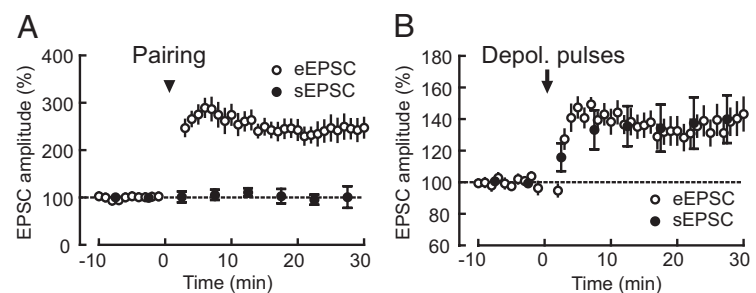 A
Pairing
eEPSC
sEPSC
EPSC amplitude (%)
400
300
200
100
0
-10 0 10 20 30
Time (min)
B
Depol. pulses
eEPSC
sEPSC
EPSC amplitude (%)
180
160
140
120
100
80
60
-10 0 10 20 30
Time (min)